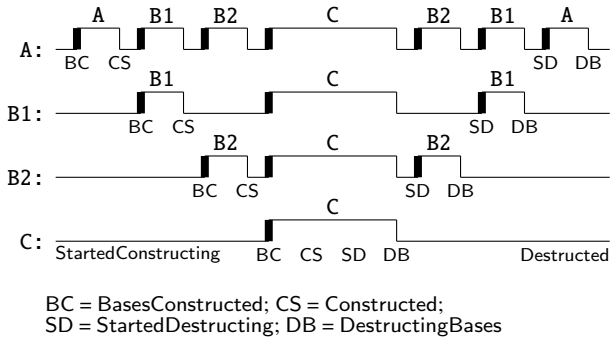 A B1 B2 C B2 B1 A
A:
BC CS SD DB
B1 C B1
B1:
BC CS SD DB
B2 C B2
B2:
BC CS SD DB
C
C:
StartedConstructing BC CS SD DB Destructed
BC = BasesConstructed; CS = Constructed;
SD = StartedDestructing; DB = DestructingBases